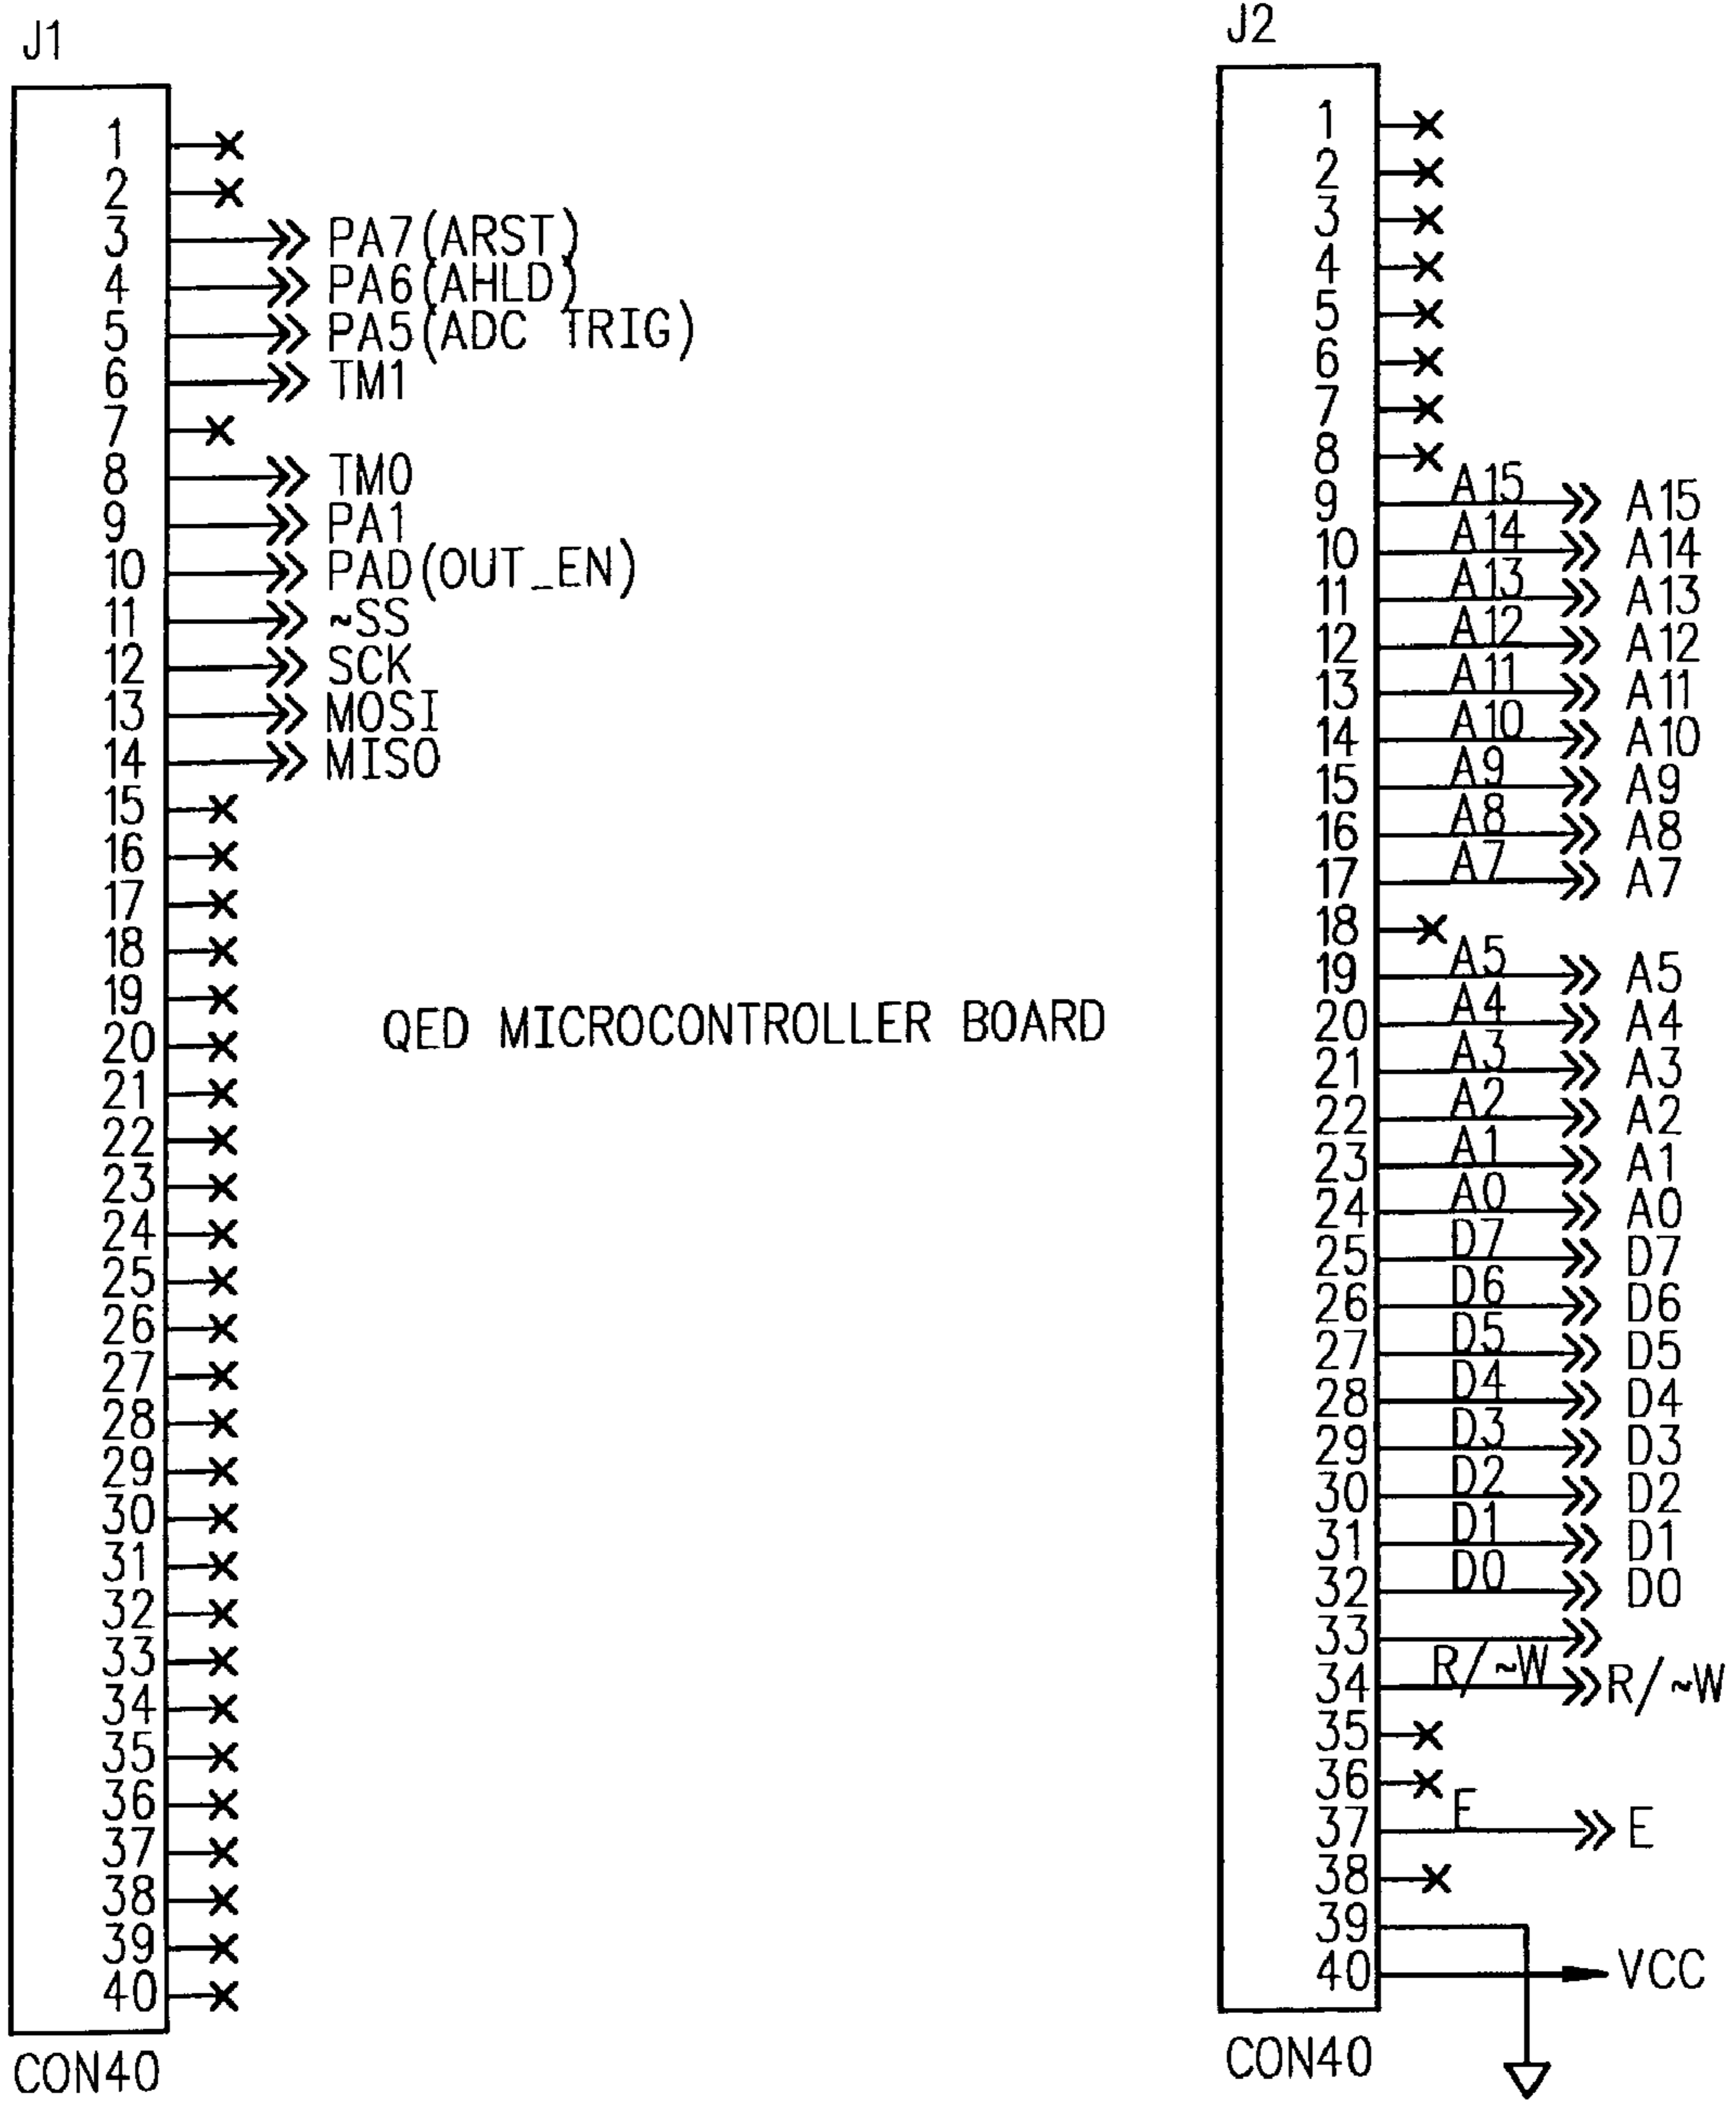 J1
1
2
3 PA7(ARST)
4 PA6(AHLD)
5 PA5(ADC TRIG)
6 TM1
7
8 TM0
9 PA1
10 PAD(OUT_EN)
11 ~SS
12 SCK
13 MOSI
14 MISO
15
16
17
18
19
20
21
22
23
24
25
26
27
28
29
30
31
32
33
34
35
36
37
38
39
40
CON40
QED MICROCONTROLLER BOARD
J2
1
2
3
4
5
6
7
8
9 A15 A15
10 A14 A14
11 A13 A13
12 A12 A12
13 A11 A11
14 A10 A10
15 A9 A9
16 A8 A8
17 A7 A7
18
19 A5 A5
20 A4 A4
21 A3 A3
22 A2 A2
23 A1 A1
24 A0 A0
25 D7 D7
26 D6 D6
27 D5 D5
28 D4 D4
29 D3 D3
30 D2 D2
31 D1 D1
32 D0 D0
33
34 R/~W R/~W
35
36
37 E E
38
39
40 VCC
CON40